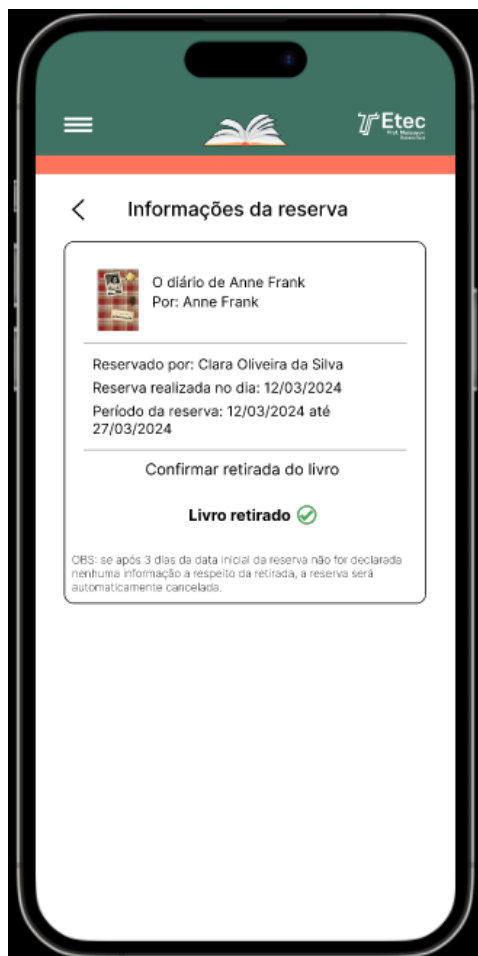 Etec
Informações da reserva
O diário de Anne Frank
Por: Anne Frank
Reservado por: Clara Oliveira da Silva
Reserva realizada no dia: 12/03/2024
Período da reserva: 12/03/2024 até
27/03/2024
Confirmar retirada do livro
Livro retirado
OBS: se após 3 dias da data inicial da reserva não for declarada
nenhuma informação a respeito da retirada, a reserva será
automaticamente cancelada.